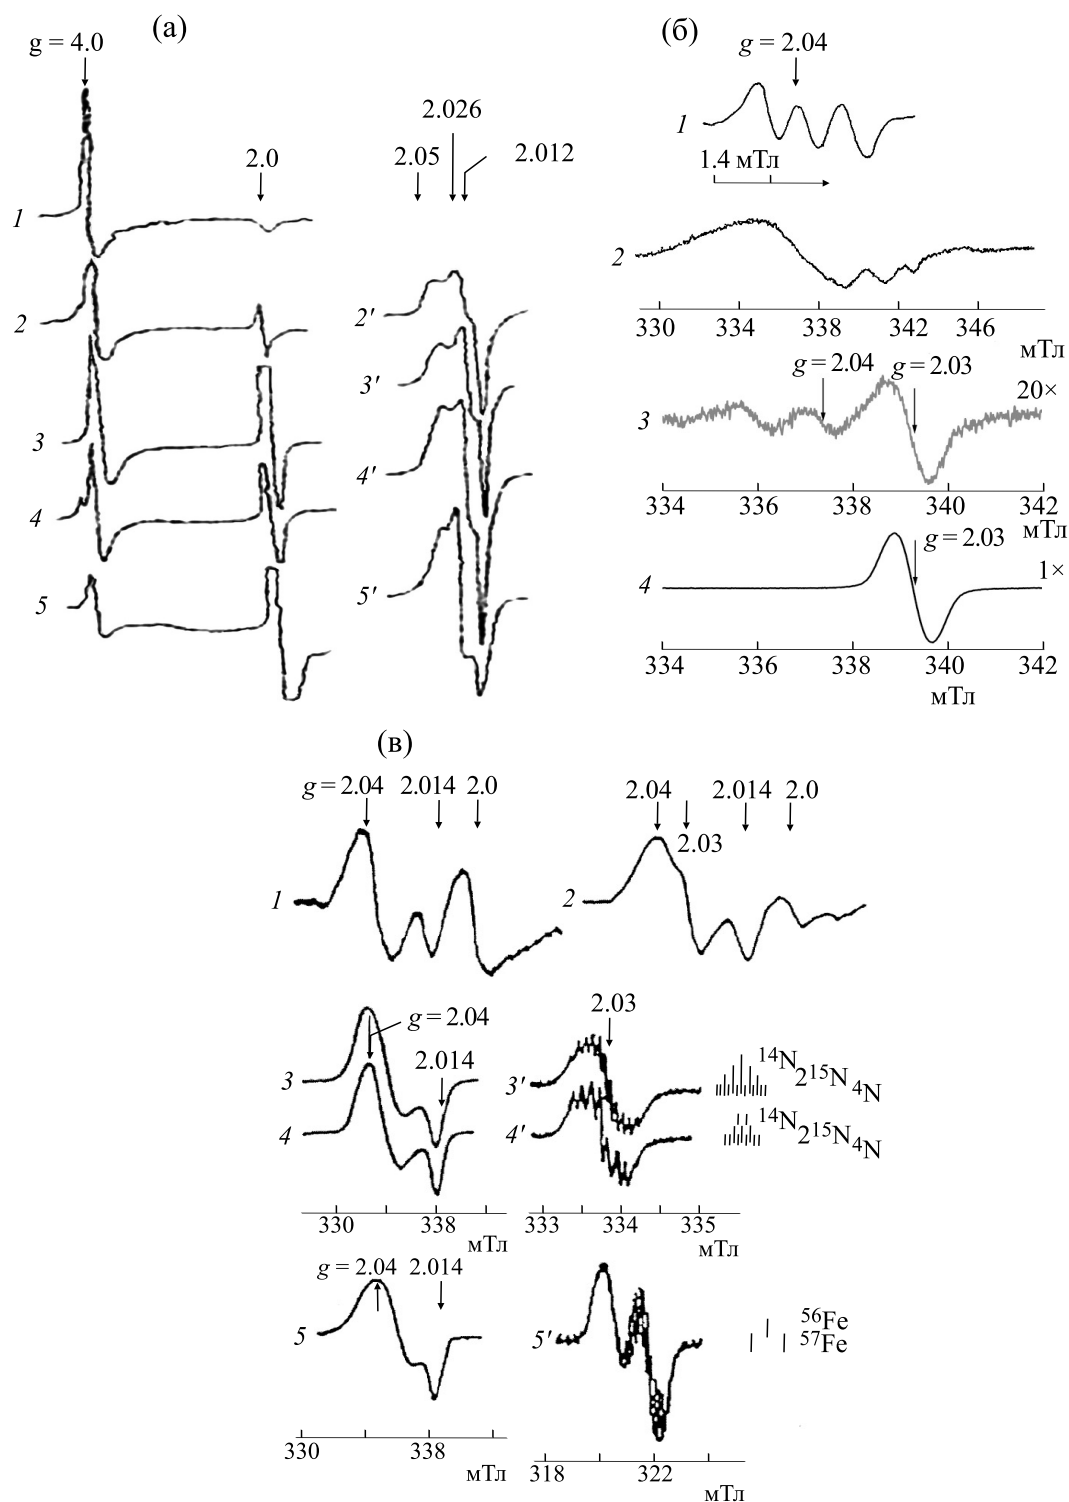 (а)
g = 4.0
2.0
2.026
2.05
2.012
1
2
3
4
5
2′
3′
4′
5′
(б)
g = 2.04
1
1.4 мТл
2
330 334 338 342 346
мТл
g = 2.04 g = 2.03
20×
3
334 336 338 340 342
мТл
g = 2.03
1×
4
334 336 338 340 342
мТл
(в)
g = 2.04 2.014 2.0
1
2.04 2.014 2.0
2.03
2
g = 2.04
2.014
3
4
330 338
мТл
2.03
3′ 14N215N4N
4′ 14N215N4N
333 334 335
мТл
g = 2.04 2.014
5
330 338
мТл
5′
56Fe
57Fe
318 322
мТл